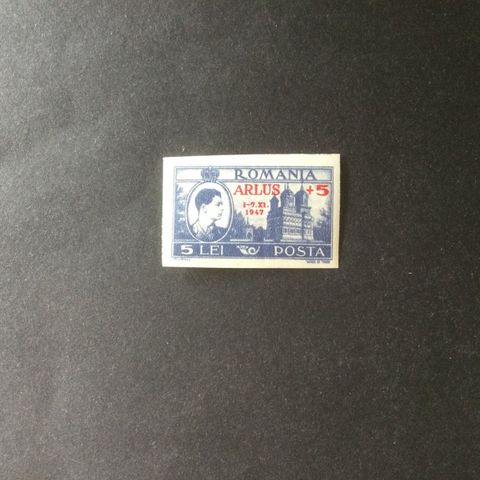 ROMANIA
ARLUS +5
1-7.XI.
1947
5 LEI POSTA